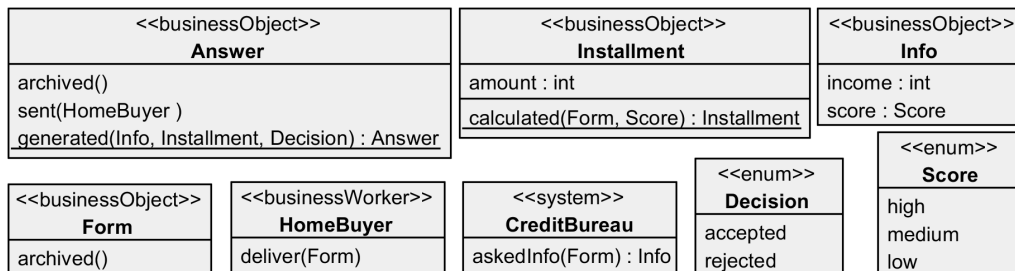 <<businessObject>>
Answer
archived()
sent(HomeBuyer )
generated(Info, Installment, Decision) : Answer
<<businessObject>>
Installment
amount : int
calculated(Form, Score) : Installment
<<businessObject>>
Info
income : int
score : Score
<<businessObject>>
Form
archived()
<<businessWorker>>
HomeBuyer
deliver(Form)
<<system>>
CreditBureau
askedInfo(Form) : Info
<<enum>>
Decision
accepted
rejected
<<enum>>
Score
high
medium
low